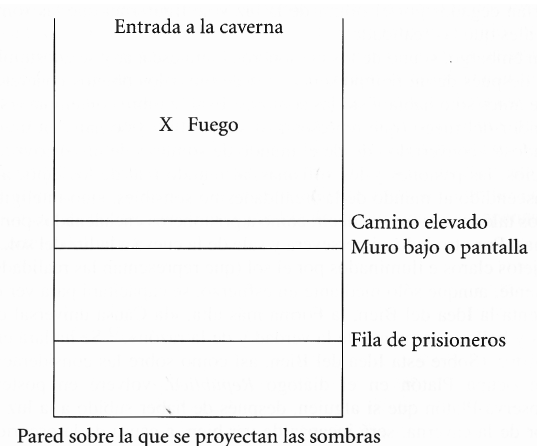 Entrada a la caverna
X Fuego
Camino elevado
Muro bajo o pantalla
Fila de prisioneros
Pared sobre la que se proyectan las sombras